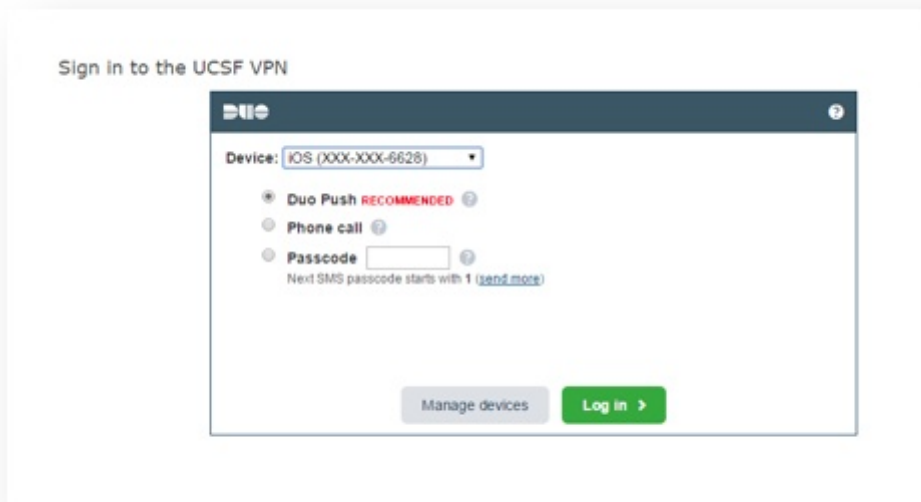 Sign in to the UCSF VPN
DUO ?
Device: iOS (XXX-XXX-6628)
Duo Push RECOMMENDED ?
Phone call ?
Passcode ?
Next SMS passcode starts with 1 (send more)
Manage devices Log in >